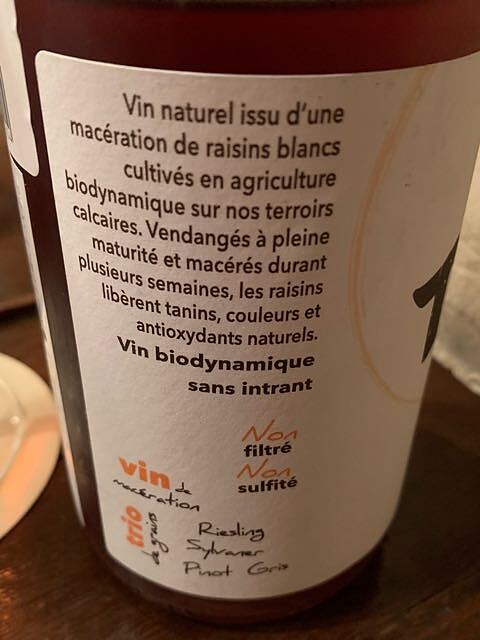 Vin naturel issu d'une
macération de raisins blancs
cultivés en agriculture
biodynamique sur nos terroirs
calcaires. Vendangés à pleine
maturité et macérés durant
plusieurs semaines, les raisins
libèrent tanins, couleurs et
antioxydants naturels.
Vin biodynamique
sans intrant
Non
filtré
Non
sulfité
vin de
macération
trio
de grains
Riesling
Sylvaner
Pinot Gris